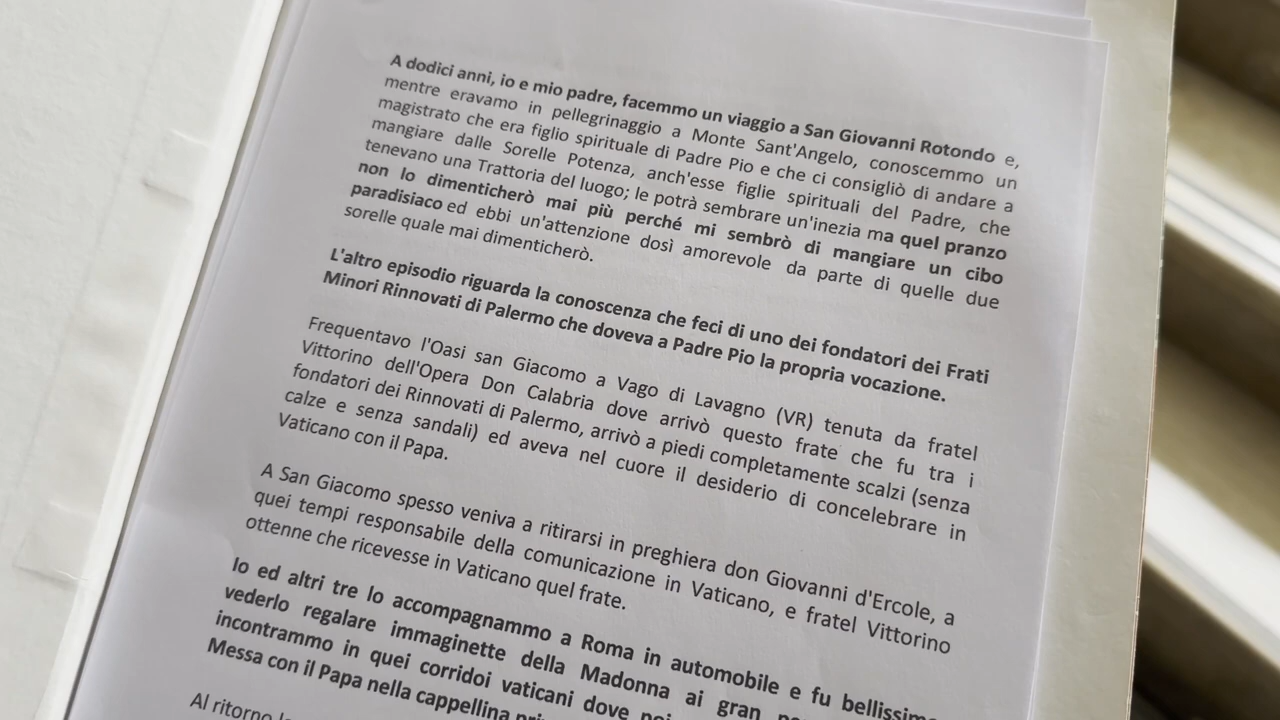 A dodici anni, io e mio padre, facemmo un viaggio a San Giovanni Rotondo e,
mentre eravamo in pellegrinaggio a Monte Sant'Angelo, conoscemmo un
magistrato che era figlio spirituale di Padre Pio e che ci consigliò di andare a
mangiare dalle Sorelle Potenza, anch'esse figlie spirituali del Padre, che
tenevano una Trattoria del luogo; le potrà sembrare un'inezia ma quel pranzo
non lo dimenticherò mai più perché mi sembrò di mangiare un cibo
paradisiaco ed ebbi un'attenzione dosì amorevole da parte di quelle due
sorelle quale mai dimenticherò.
L'altro episodio riguarda la conoscenza che feci di uno dei fondatori dei Frati
Minori Rinnovati di Palermo che doveva a Padre Pio la propria vocazione.
Frequentavo l'Oasi san Giacomo a Vago di Lavagno (VR) tenuta da fratel
Vittorino dell'Opera Don Calabria dove arrivò questo frate che fu tra i
fondatori dei Rinnovati di Palermo, arrivò a piedi completamente scalzi (senza
calze e senza sandali) ed aveva nel cuore il desiderio di concelebrare in
Vaticano con il Papa.
A San Giacomo spesso veniva a ritirarsi in preghiera don Giovanni d'Ercole, a
quei tempi responsabile della comunicazione in Vaticano, e fratel Vittorino
ottenne che ricevesse in Vaticano quel frate.
Io ed altri tre lo accompagnammo a Roma in automobile e fu bellissimo
vederlo regalare immaginette della Madonna ai gran
incontrammo in quei corridoi vaticani dove poi
Messa con il Papa nella cappellina
Al ritorno